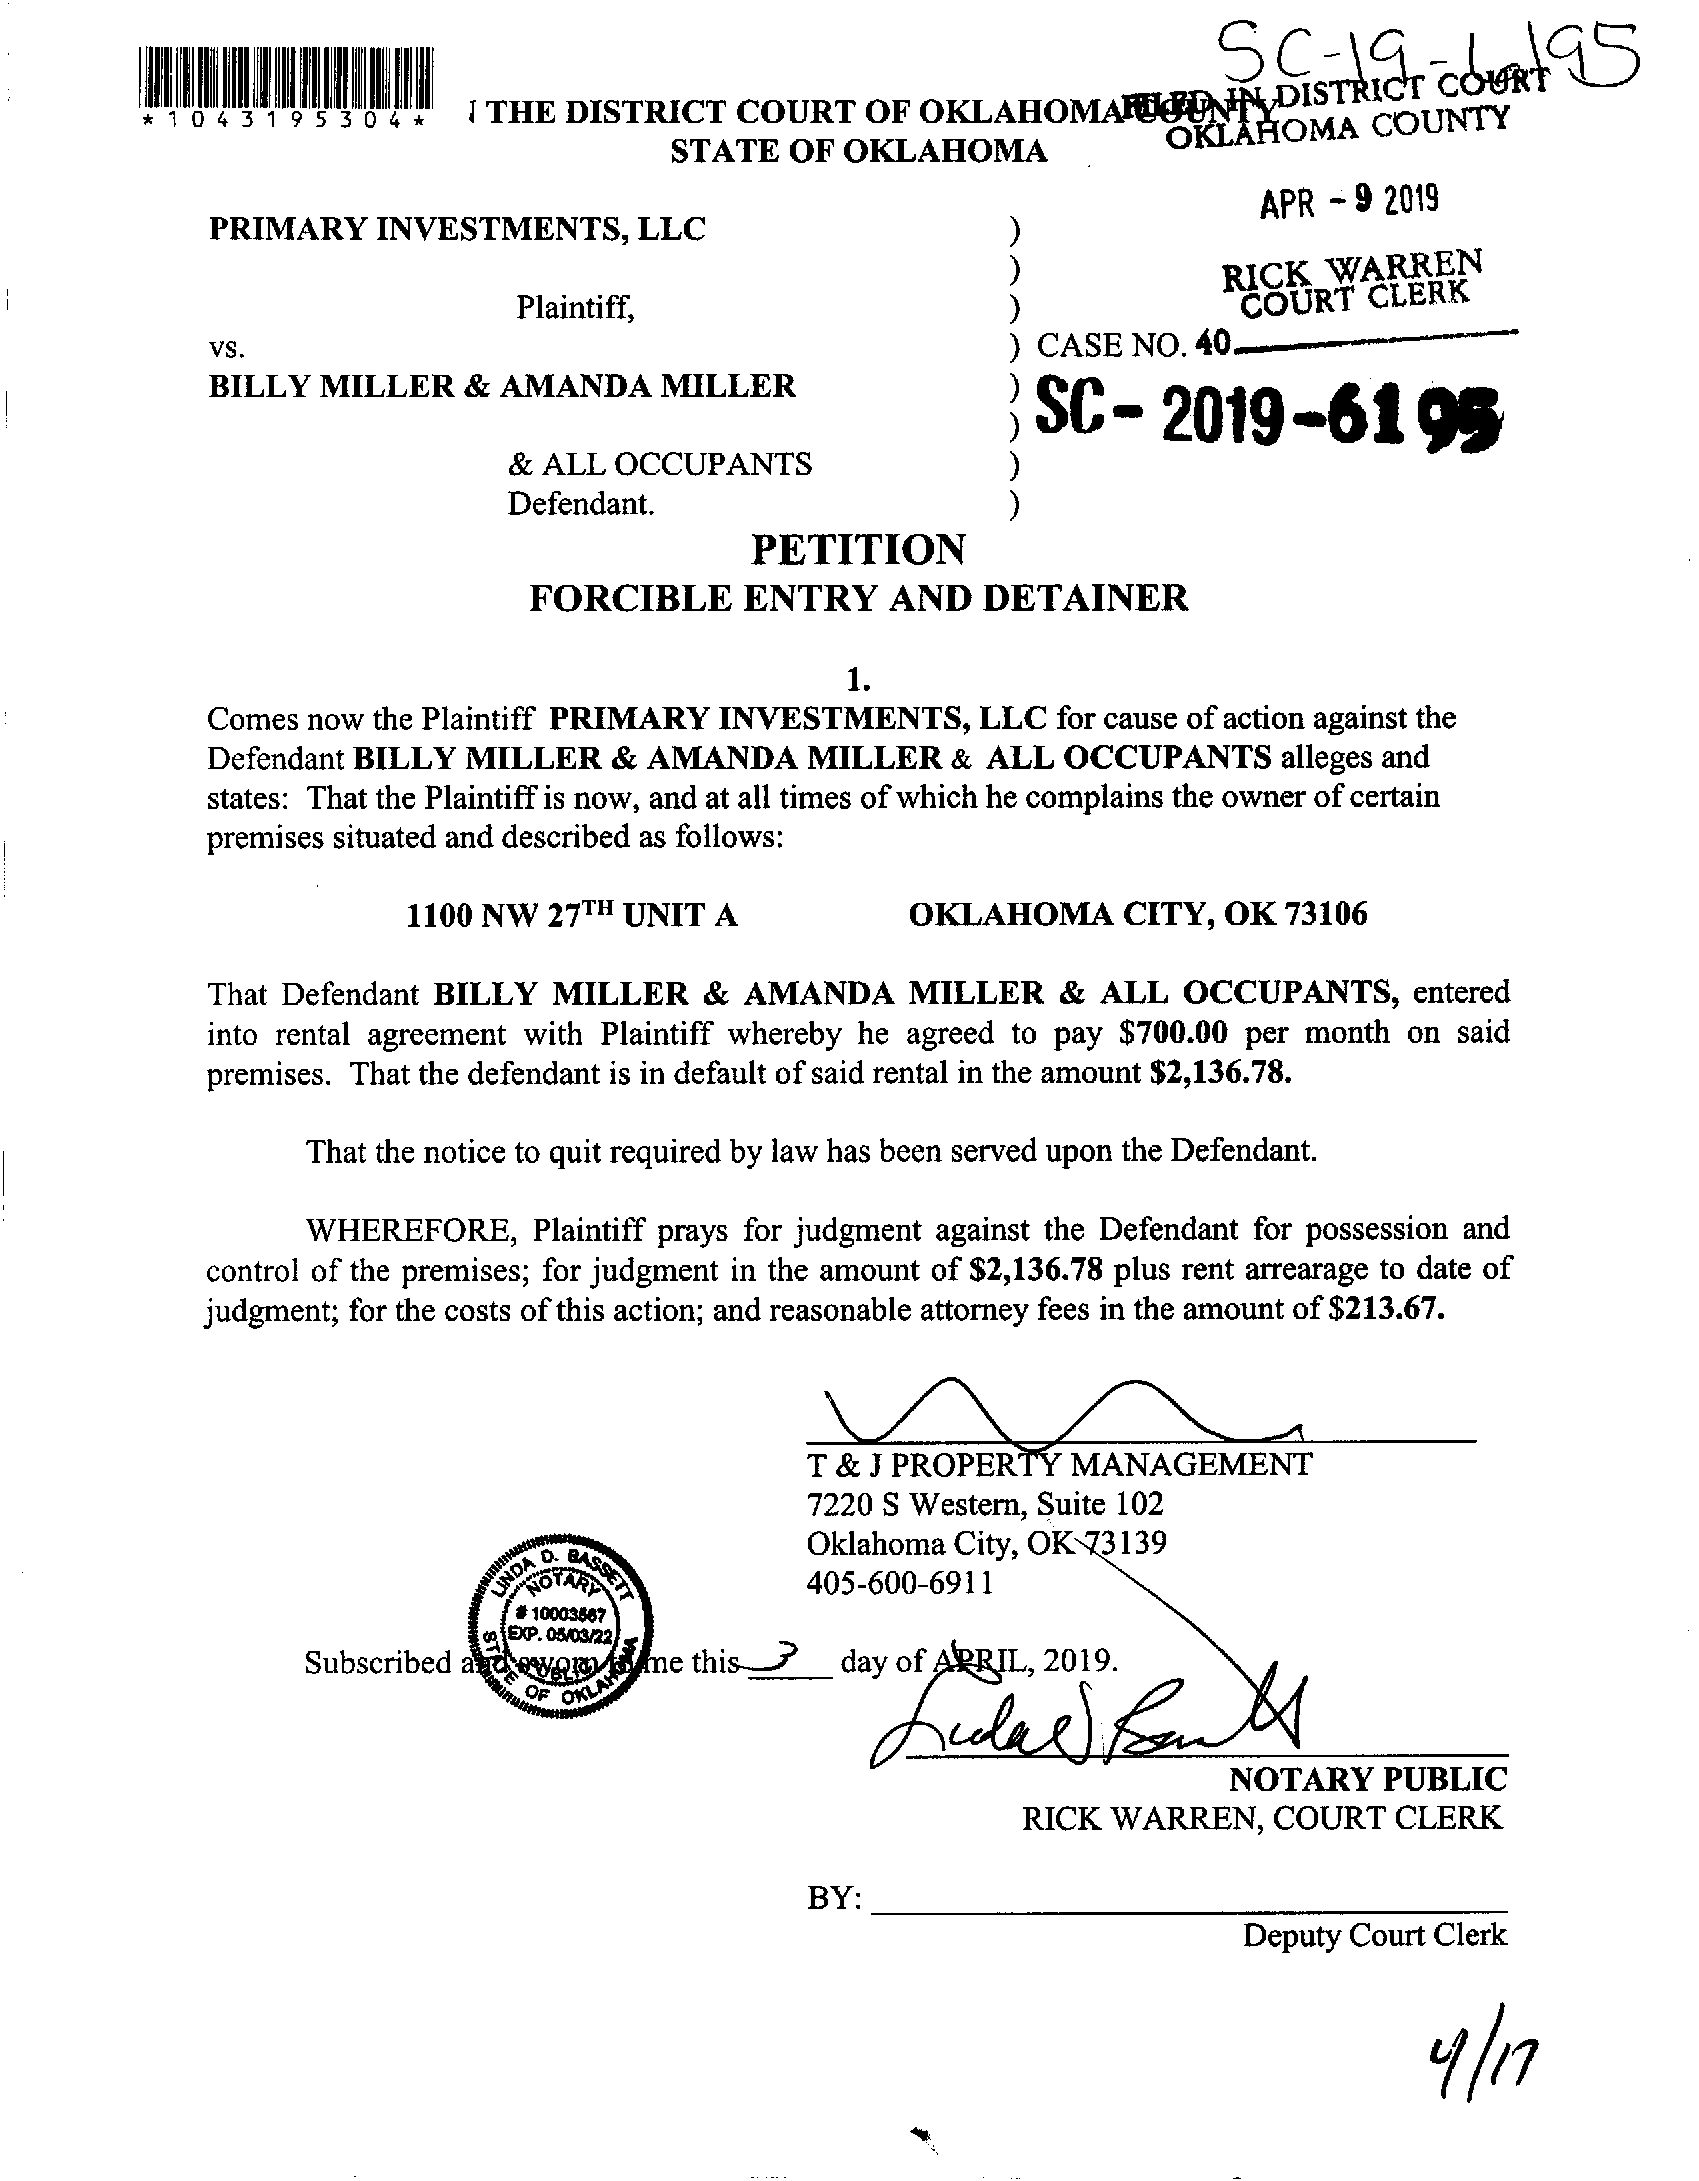 SC-19-6195
*1043195304*
THE DISTRICT COURT OF OKLAHOMA COUNTY
STATE OF OKLAHOMA
FILED IN DISTRICT COURT
OKLAHOMA COUNTY
APR - 9 2019
RICK WARREN
COURT CLERK
40
PRIMARY INVESTMENTS, LLC )
)
Plaintiff, )
vs. ) CASE NO.
BILLY MILLER & AMANDA MILLER ) SC- 2019-6195
)
& ALL OCCUPANTS )
Defendant. )
PETITION
FORCIBLE ENTRY AND DETAINER
1.
Comes now the Plaintiff PRIMARY INVESTMENTS, LLC for cause of action against the
Defendant BILLY MILLER & AMANDA MILLER & ALL OCCUPANTS alleges and
states: That the Plaintiff is now, and at all times of which he complains the owner of certain
premises situated and described as follows:
1100 NW 27TH UNIT A OKLAHOMA CITY, OK 73106
That Defendant BILLY MILLER & AMANDA MILLER & ALL OCCUPANTS, entered
into rental agreement with Plaintiff whereby he agreed to pay $700.00 per month on said
premises. That the defendant is in default of said rental in the amount $2,136.78.
That the notice to quit required by law has been served upon the Defendant.
WHEREFORE, Plaintiff prays for judgment against the Defendant for possession and
control of the premises; for judgment in the amount of $2,136.78 plus rent arrearage to date of
judgment; for the costs of this action; and reasonable attorney fees in the amount of $213.67.
T & J PROPERTY MANAGEMENT
7220 S Western, Suite 102
Oklahoma City, OK 73139
405-600-6911
LINDA D. BASSETT
NOTARY
# 10003567
EXP. 05/03/22
PUBLIC
STATE OF OKLAHOMA
Subscribed and sworn to me this 3 day of APRIL, 2019.
NOTARY PUBLIC
RICK WARREN, COURT CLERK
BY:
Deputy Court Clerk
4/17